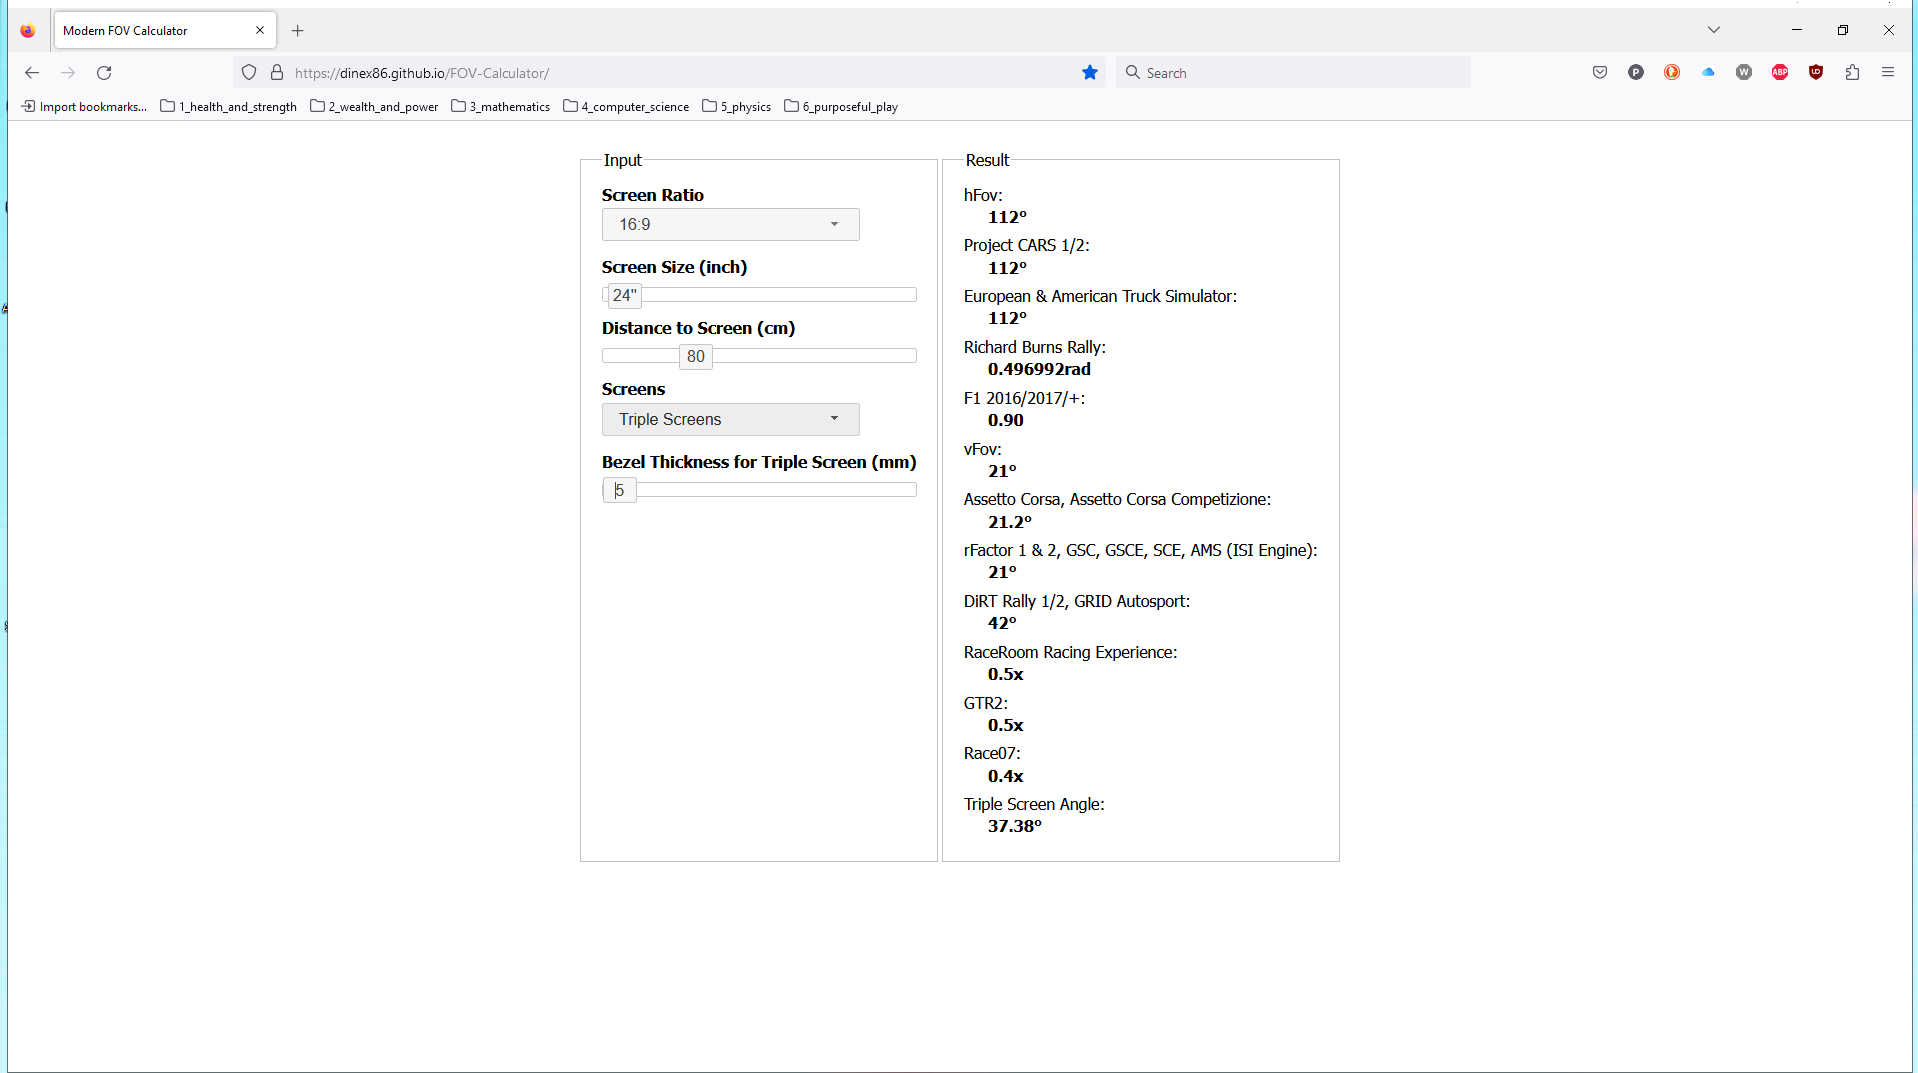 Modern FOV Calculator
https://dinex86.github.io/FOV-Calculator/
Search
Import bookmarks...
1_health_and_strength
2_wealth_and_power
3_mathematics
4_computer_science
5_physics
6_purposeful_play
Input
Screen Ratio
16:9
Screen Size (inch)
24"
Distance to Screen (cm)
80
Screens
Triple Screens
Bezel Thickness for Triple Screen (mm)
5
Result
hFov:
112°
Project CARS 1/2:
112°
European & American Truck Simulator:
112°
Richard Burns Rally:
0.496992rad
F1 2016/2017/+:
0.90
vFov:
21°
Assetto Corsa, Assetto Corsa Competizione:
21.2°
rFactor 1 & 2, GSC, GSCE, SCE, AMS (ISI Engine):
21°
DiRT Rally 1/2, GRID Autosport:
42°
RaceRoom Racing Experience:
0.5x
GTR2:
0.5x
Race07:
0.4x
Triple Screen Angle:
37.38°